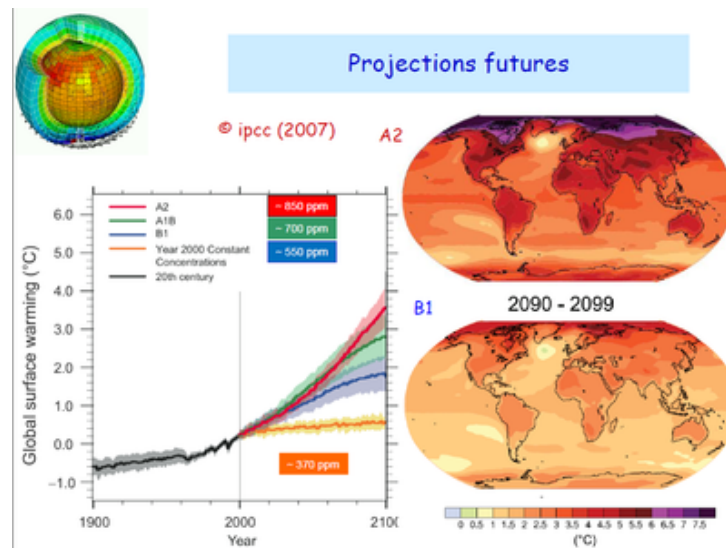 Projections futures
© ipcc (2007)
A2
A2
A1B
B1
Year 2000 Constant
Concentrations
20th century
~ 850 ppm
~ 700 ppm
~ 550 ppm
~ 370 ppm
Global surface warming (°C)
6.0
5.0
4.0
3.0
2.0
1.0
0.0
−1.0
1900
2000
2100
Year
B1
2090 - 2099
0 0.5 1 1.5 2 2.5 3 3.5 4 4.5 5 5.5 6 6.5 7 7.5
(°C)